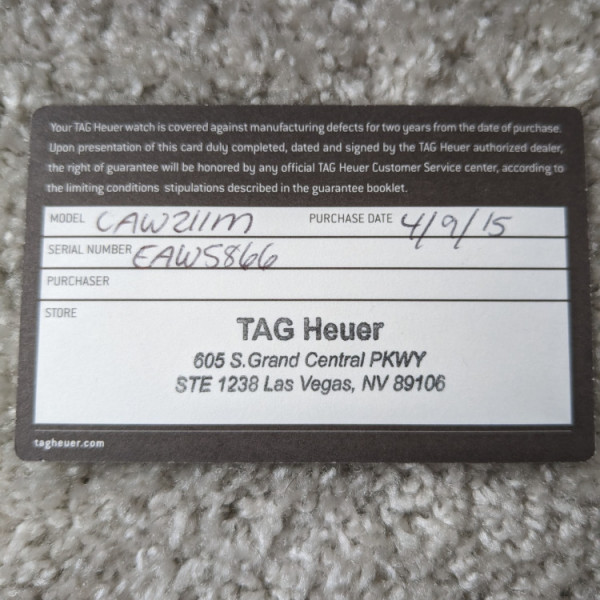 Your TAG Heuer watch is covered against manufacturing defects for two years from the date of purchase.
Upon presentation of this card duly completed, dated and signed by the TAG Heuer authorized dealer,
the right of guarantee will be honored by any official TAG Heuer Customer Service center, according to
the limiting conditions stipulations described in the guarantee booklet.
MODEL CAW211M PURCHASE DATE 4/9/15
SERIAL NUMBER EAW5866
PURCHASER
STORE
TAG Heuer
605 S.Grand Central PKWY
STE 1238 Las Vegas, NV 89106
tagheuer.com